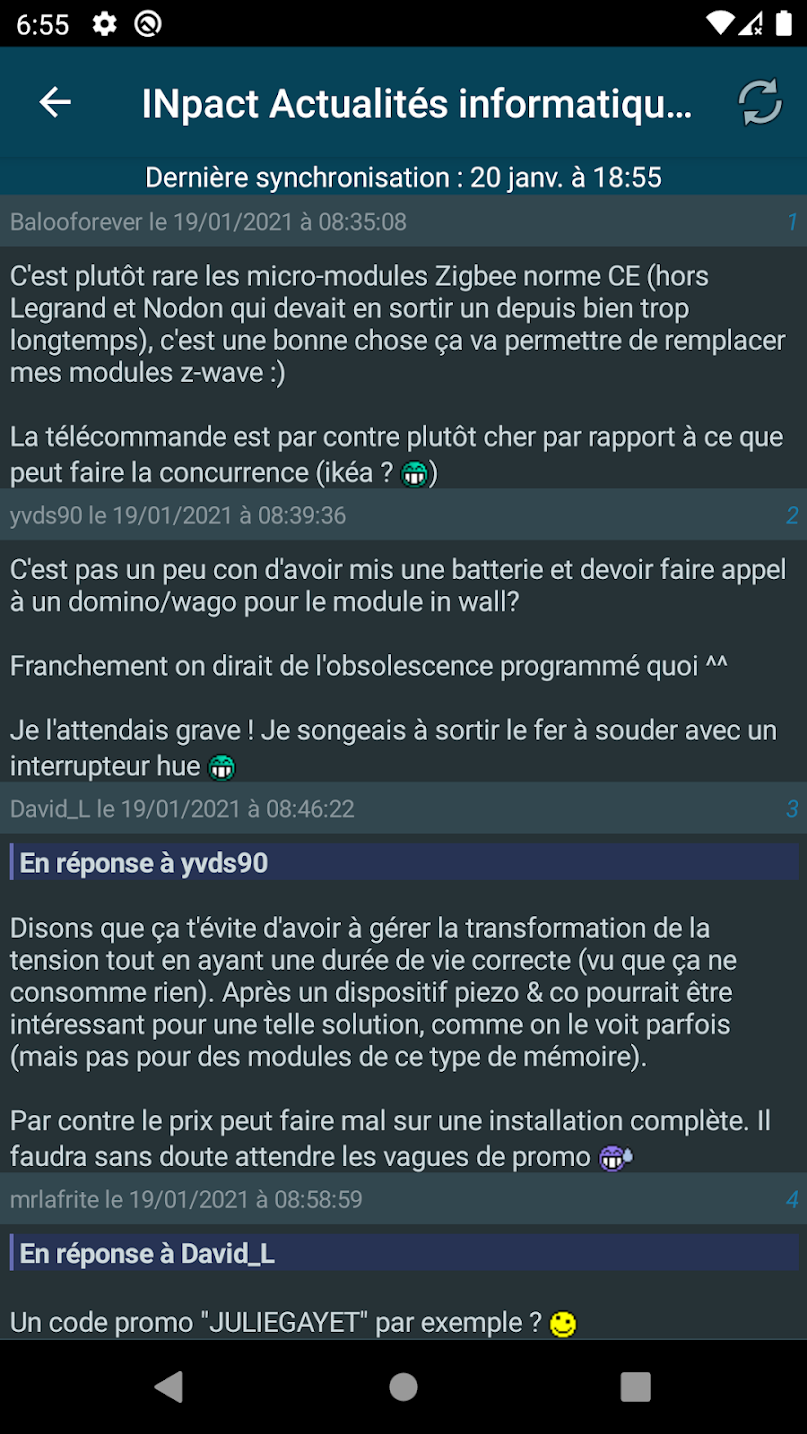 6:55
INpact Actualités informatiqu...
Dernière synchronisation : 20 janv. à 18:55
Balooforever le 19/01/2021 à 08:35:08 1
C'est plutôt rare les micro-modules Zigbee norme CE (hors
Legrand et Nodon qui devait en sortir un depuis bien trop
longtemps), c'est une bonne chose ça va permettre de remplacer
mes modules z-wave :)
La télécommande est par contre plutôt cher par rapport à ce que
peut faire la concurrence (ikéa ? )
yvds90 le 19/01/2021 à 08:39:36 2
C'est pas un peu con d'avoir mis une batterie et devoir faire appel
à un domino/wago pour le module in wall?
Franchement on dirait de l'obsolescence programmé quoi ^^
Je l'attendais grave ! Je songeais à sortir le fer à souder avec un
interrupteur hue
David_L le 19/01/2021 à 08:46:22 3
En réponse à yvds90
Disons que ça t'évite d'avoir à gérer la transformation de la
tension tout en ayant une durée de vie correcte (vu que ça ne
consomme rien). Après un dispositif piezo & co pourrait être
intéressant pour une telle solution, comme on le voit parfois
(mais pas pour des modules de ce type de mémoire).
Par contre le prix peut faire mal sur une installation complète. Il
faudra sans doute attendre les vagues de promo
mrlafrite le 19/01/2021 à 08:58:59 4
En réponse à David_L
Un code promo "JULIEGAYET" par exemple ?